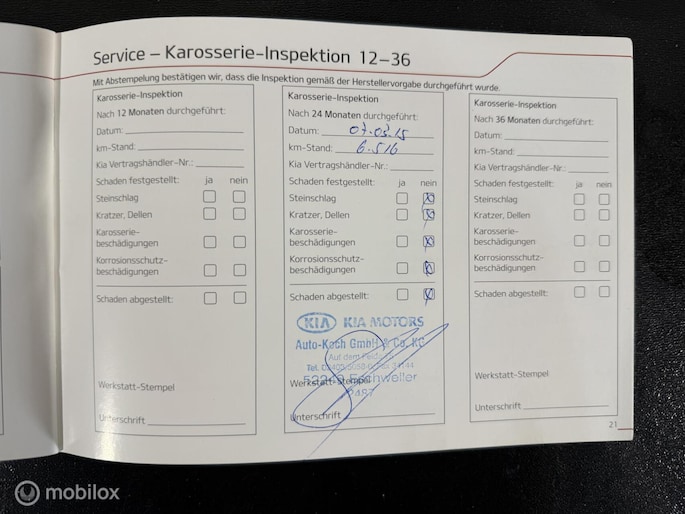 Service – Karosserie-Inspektion 12–36
Mit Abstempelung bestätigen wir, dass die Inspektion gemäß der Herstellervorgabe durchgeführt wurde.
Karosserie-Inspektion
Nach 12 Monaten durchgeführt:
Datum:
km-Stand:
Kia Vertragshändler-Nr.:
Schaden festgestellt: ja nein
Steinschlag
Kratzer, Dellen
Karosserie-
beschädigungen
Korrosionsschutz-
beschädigungen
Schaden abgestellt:
Werkstatt-Stempel
Unterschrift
Karosserie-Inspektion
Nach 24 Monaten durchgeführt:
Datum: 07.03.15
km-Stand: 6.516
Kia Vertragshändler-Nr.:
Schaden festgestellt: ja nein
Steinschlag
Kratzer, Dellen
Karosserie-
beschädigungen
Korrosionsschutz-
beschädigungen
Schaden abgestellt:
KIA KIA MOTORS
Auto-Koch GmbH & Co. KG
Auf dem
Tel.
52249 Eschweiler
Werkstatt-Stempel
Unterschrift
Karosserie-Inspektion
Nach 36 Monaten durchgeführt:
Datum:
km-Stand:
Kia Vertragshändler-Nr.:
Schaden festgestellt: ja nein
Steinschlag
Kratzer, Dellen
Karosserie-
beschädigungen
Korrosionsschutz-
beschädigungen
Schaden abgestellt:
Werkstatt-Stempel
Unterschrift
21
mobilox